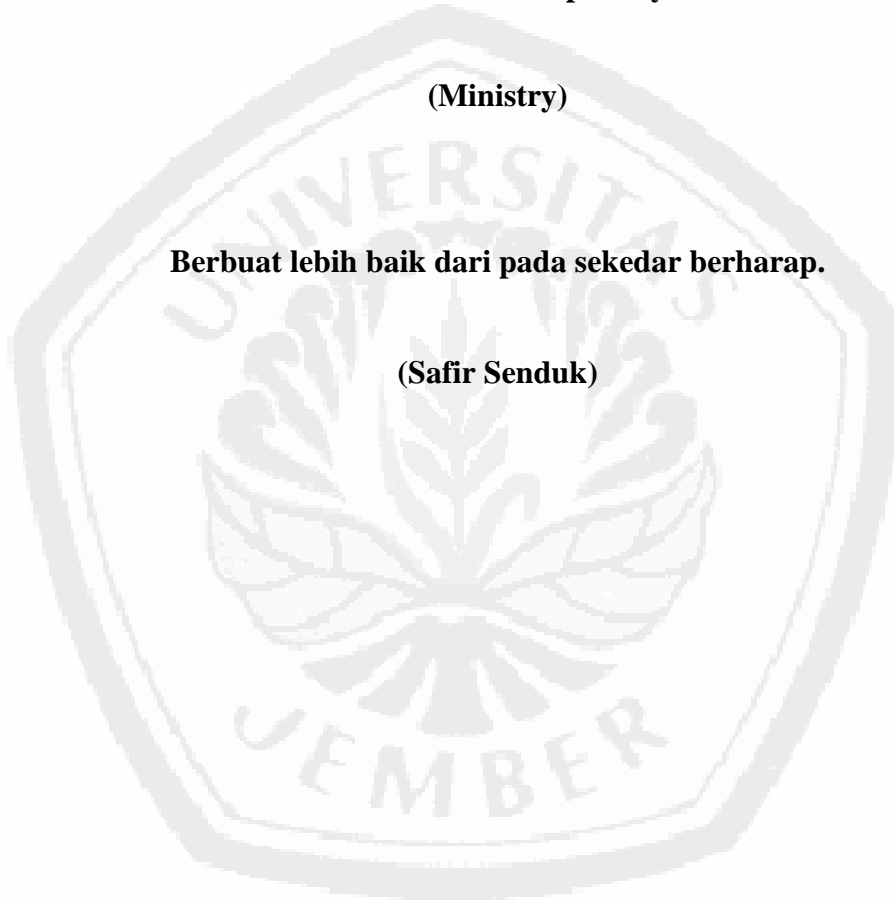 (Ministry)
UNIVERSITAS
Berbuat lebih baik dari pada sekedar berharap.
(Safir Senduk)
JEMBER